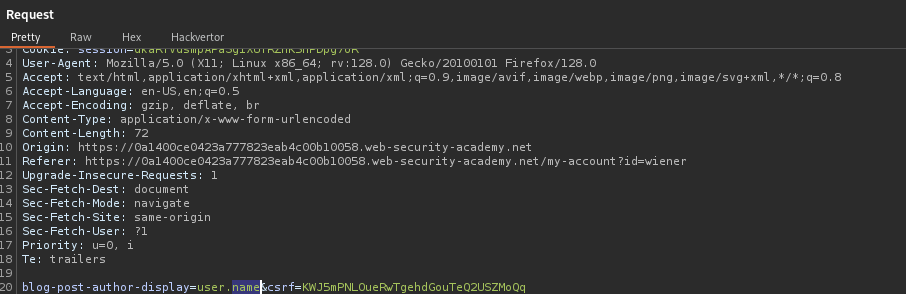 Request
Pretty Raw Hex Hackvertor
4 User-Agent: Mozilla/5.0 (X11; Linux x86_64; rv:128.0) Gecko/20100101 Firefox/128.0
5 Accept: text/html,application/xhtml+xml,application/xml;q=0.9,image/avif,image/webp,image/png,image/svg+xml,*/*;q=0.8
6 Accept-Language: en-US,en;q=0.5
7 Accept-Encoding: gzip, deflate, br
8 Content-Type: application/x-www-form-urlencoded
9 Content-Length: 72
10 Origin: https://0a1400ce0423a777823eab4c00b10058.web-security-academy.net
11 Referer: https://0a1400ce0423a777823eab4c00b10058.web-security-academy.net/my-account?id=wiener
12 Upgrade-Insecure-Requests: 1
13 Sec-Fetch-Dest: document
14 Sec-Fetch-Mode: navigate
15 Sec-Fetch-Site: same-origin
16 Sec-Fetch-User: ?1
17 Priority: u=0, i
18 Te: trailers
19
20 blog-post-author-display=user.name&csrf=KWJ5mPNLOueRwTgehdGouTeQ2USZMoQq